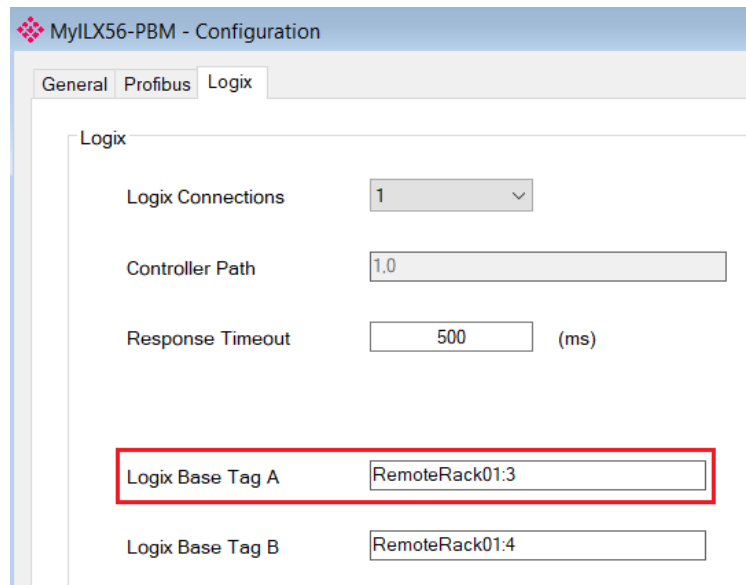 MyILX56-PBM - Configuration
General Profibus Logix
Logix
Logix Connections 1
Controller Path 1,0
Response Timeout 500 (ms)
Logix Base Tag A RemoteRack01:3
Logix Base Tag B RemoteRack01:4